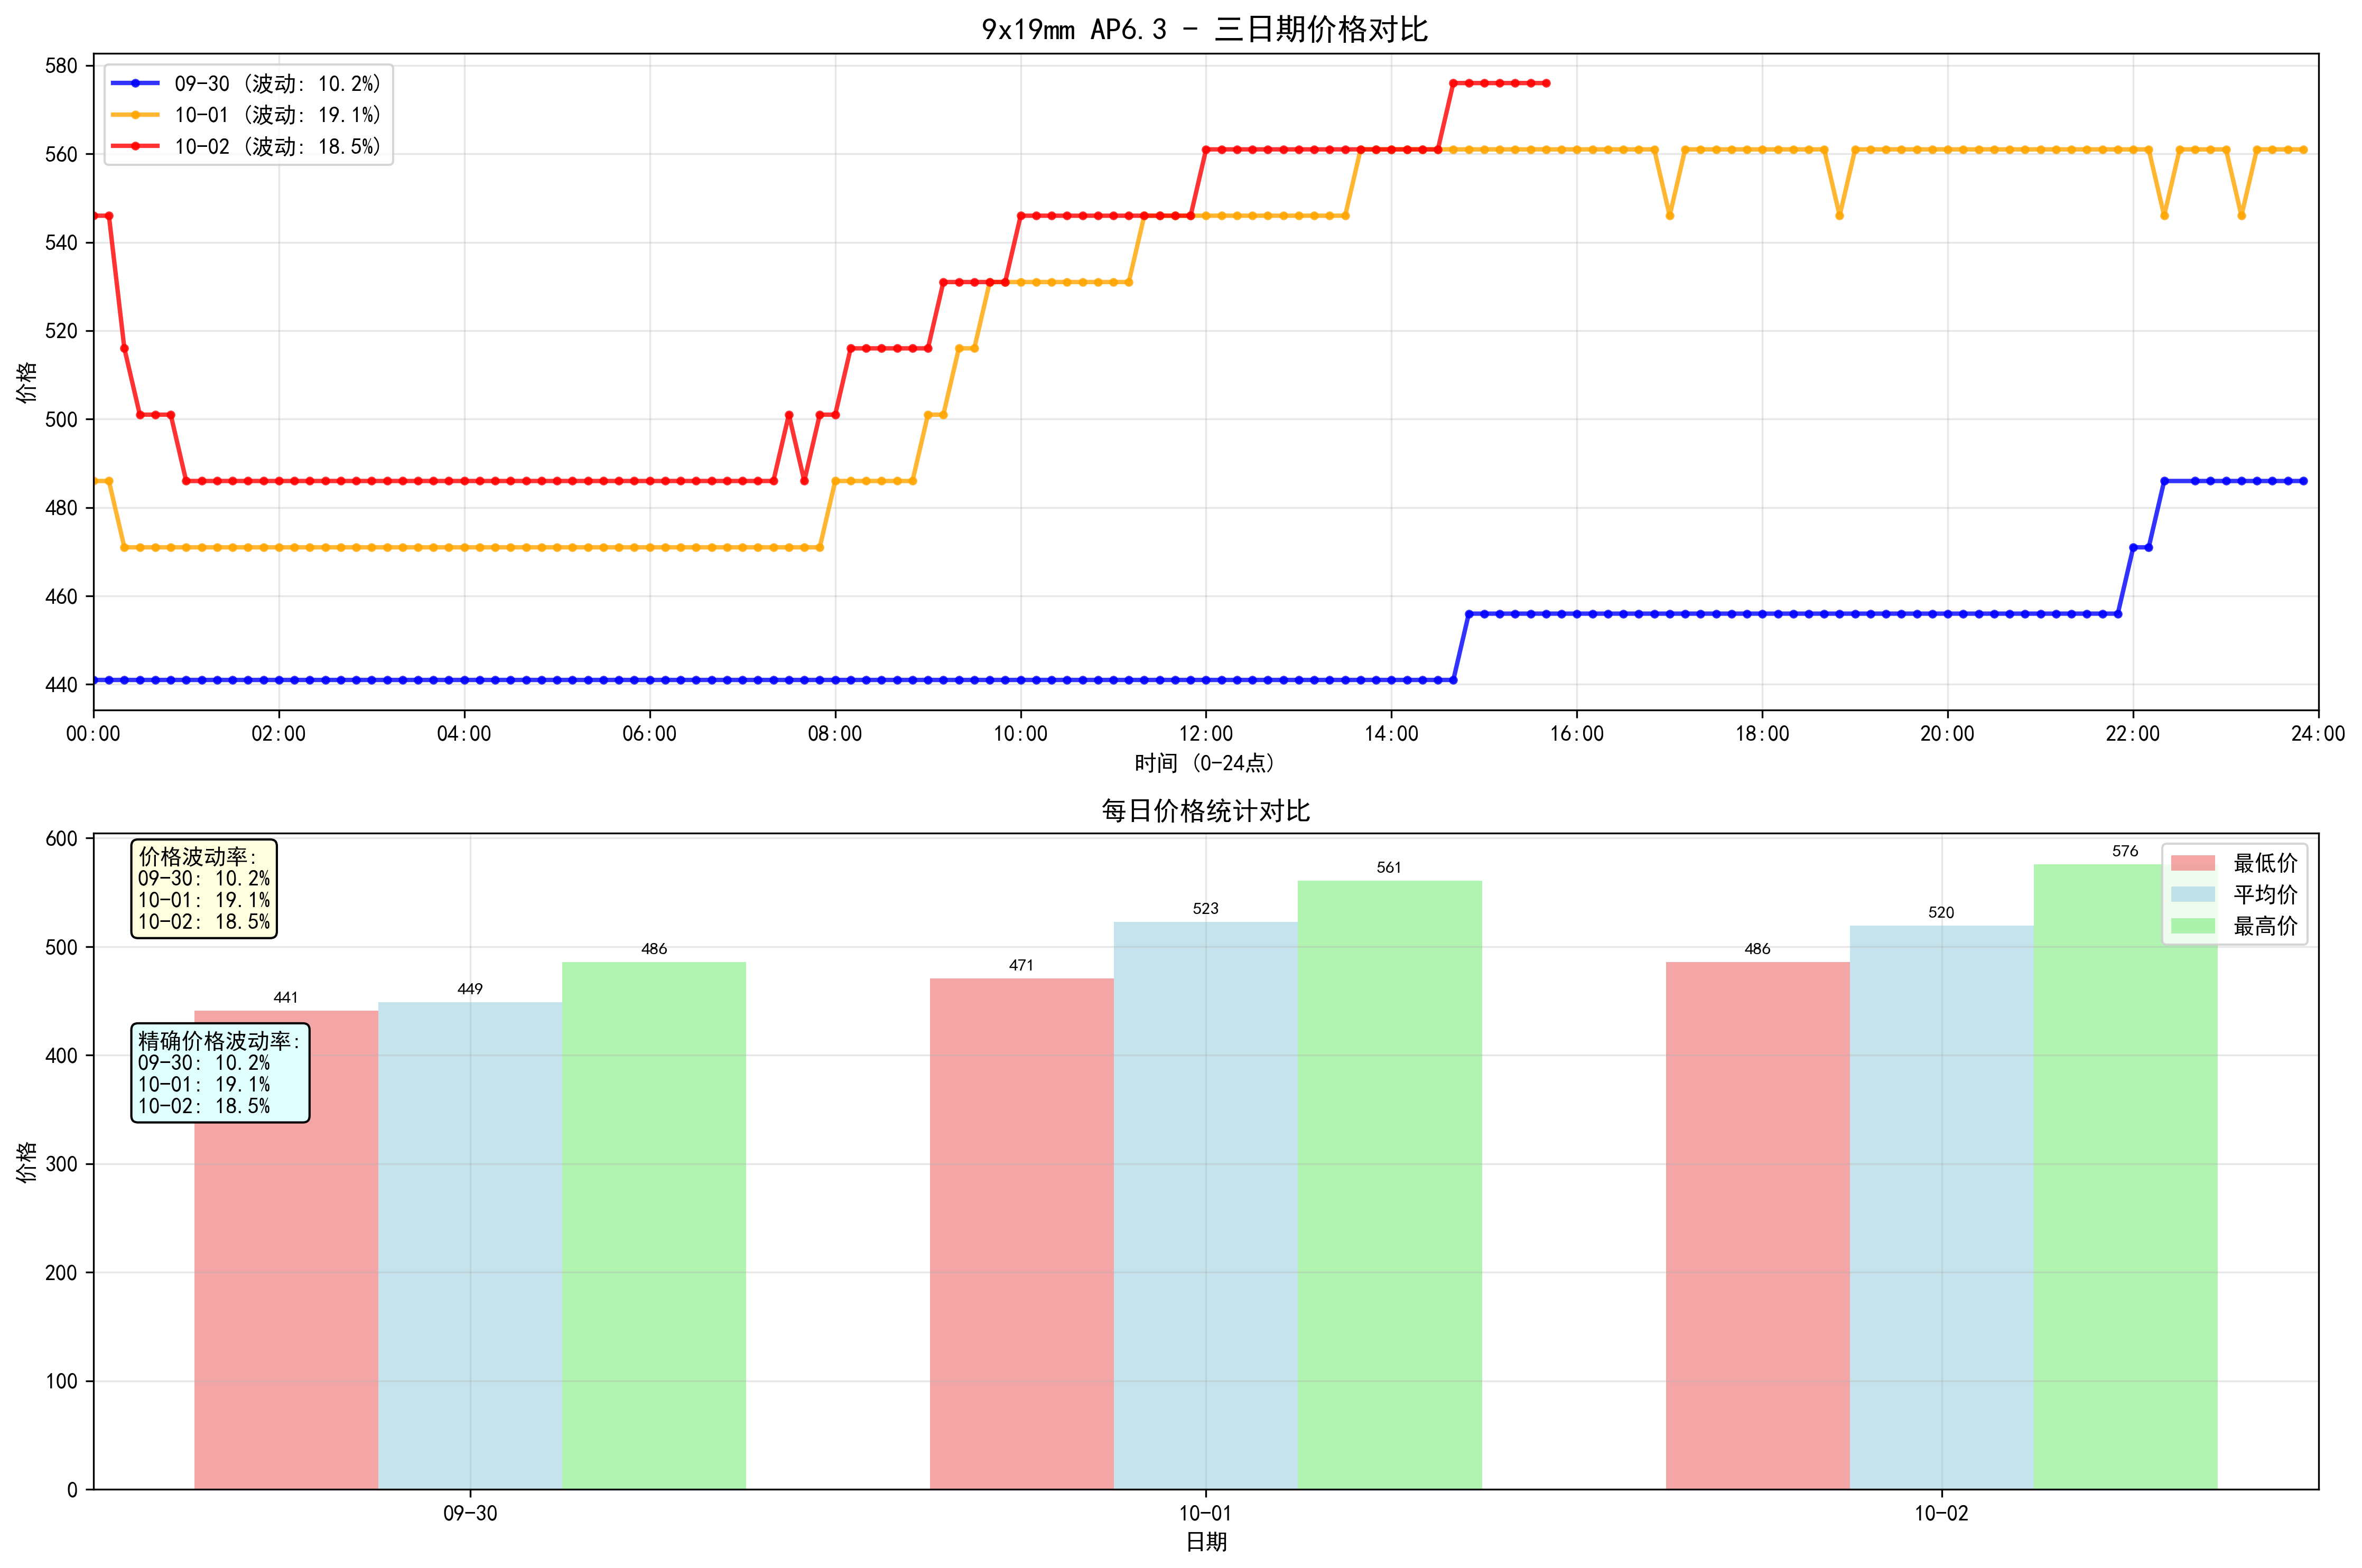 9x19mm AP6.3 - 三日期价格对比
580
560
540
520
500
480
460
440
价格
09-30 (波动: 10.2%)
10-01 (波动: 19.1%)
10-02 (波动: 18.5%)
00:00 02:00 04:00 06:00 08:00 10:00 12:00 14:00 16:00 18:00 20:00 22:00 24:00
时间 (0-24点)
每日价格统计对比
600
500
400
300
200
100
0
价格
价格波动率:
09-30: 10.2%
10-01: 19.1%
10-02: 18.5%
精确价格波动率:
09-30: 10.2%
10-01: 19.1%
10-02: 18.5%
441 449 486 471 523 561 486 520 576
最低价
平均价
最高价
09-30 10-01 10-02
日期